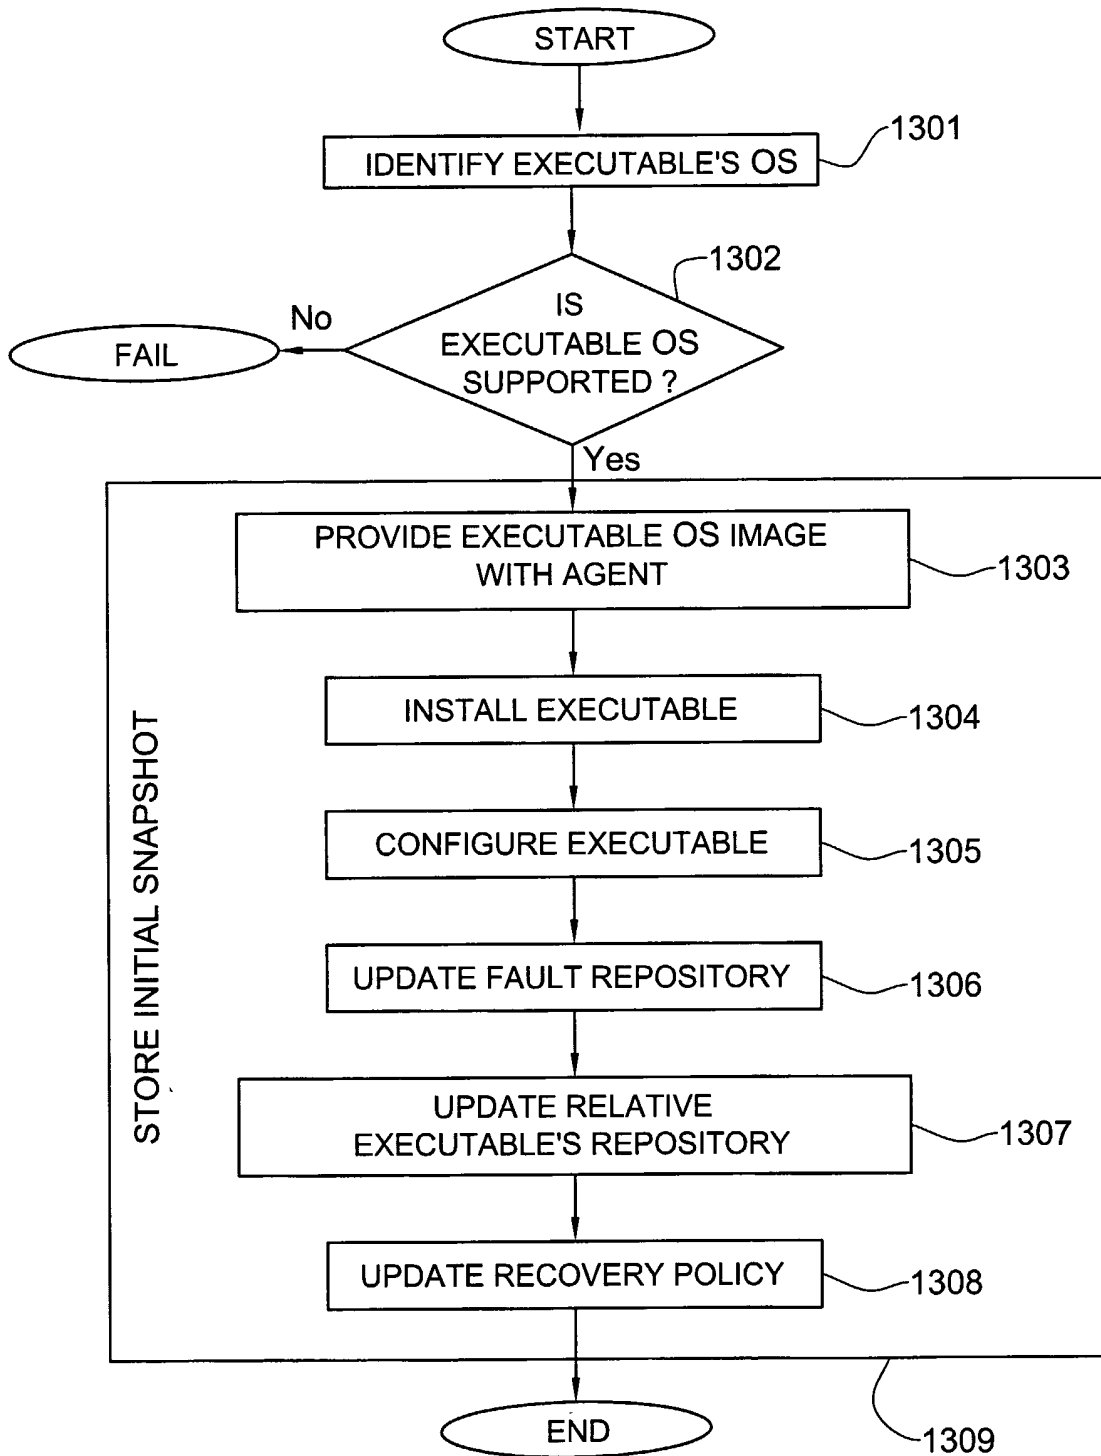 START
IDENTIFY EXECUTABLE'S OS
1301
1302
IS
EXECUTABLE OS
SUPPORTED ?
No
FAIL
Yes
PROVIDE EXECUTABLE OS IMAGE
WITH AGENT
1303
INSTALL EXECUTABLE
1304
CONFIGURE EXECUTABLE
1305
UPDATE FAULT REPOSITORY
1306
UPDATE RELATIVE
EXECUTABLE'S REPOSITORY
1307
UPDATE RECOVERY POLICY
1308
STORE INITIAL SNAPSHOT
1309
END